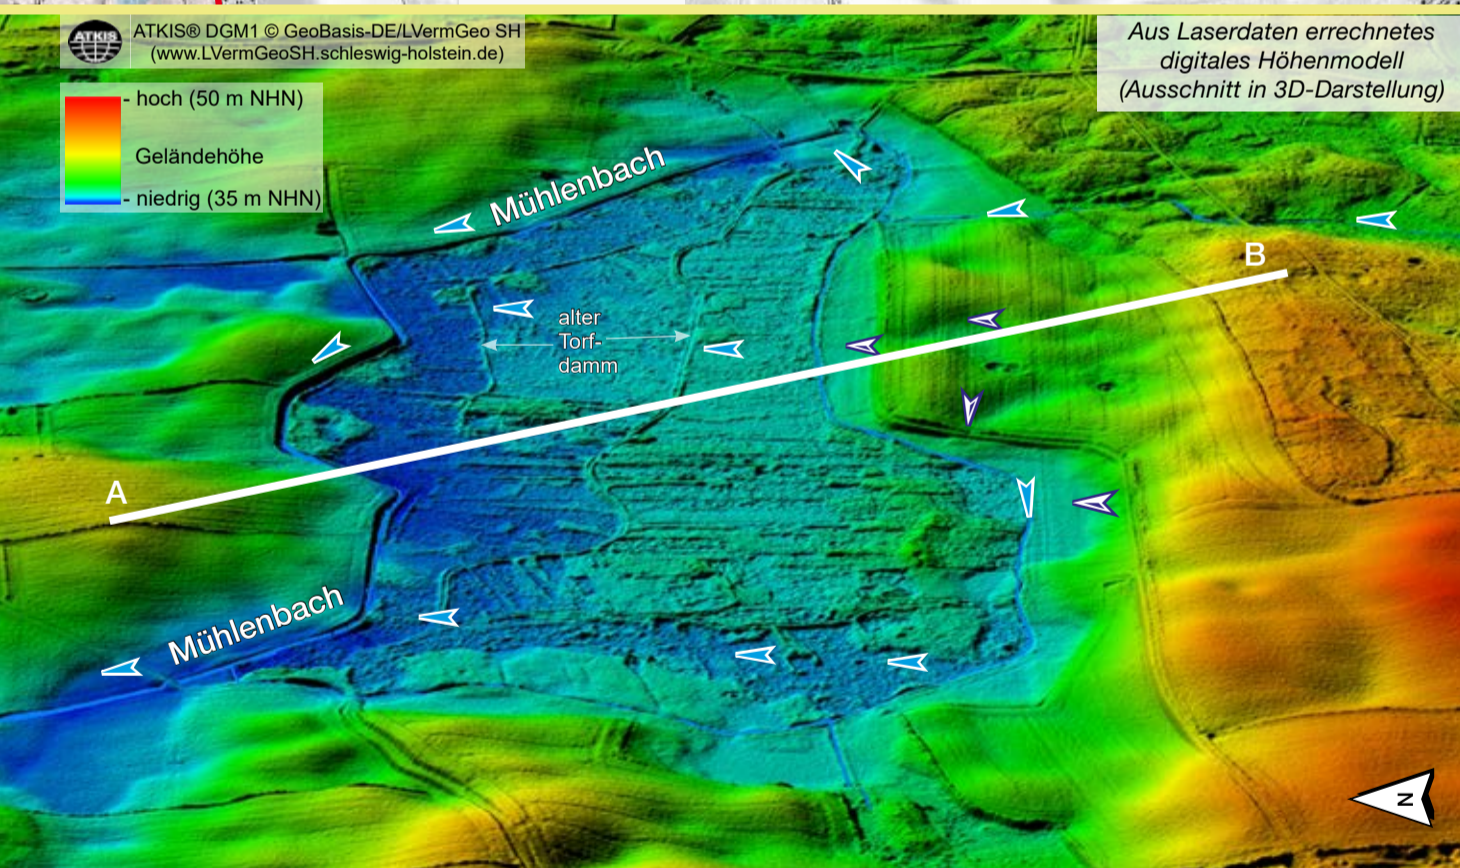 ATKIS
ATKIS® DGM1 © GeoBasis-DE/LVermGeo SH
(www.LVermGeoSH.schleswig-holstein.de)
Aus Laserdaten errechnetes
digitales Höhenmodell
(Ausschnitt in 3D-Darstellung)
- hoch (50 m NHN)
Geländehöhe
- niedrig (35 m NHN)
Mühlenbach
B
alter
Torf-
damm
A
Mühlenbach
N